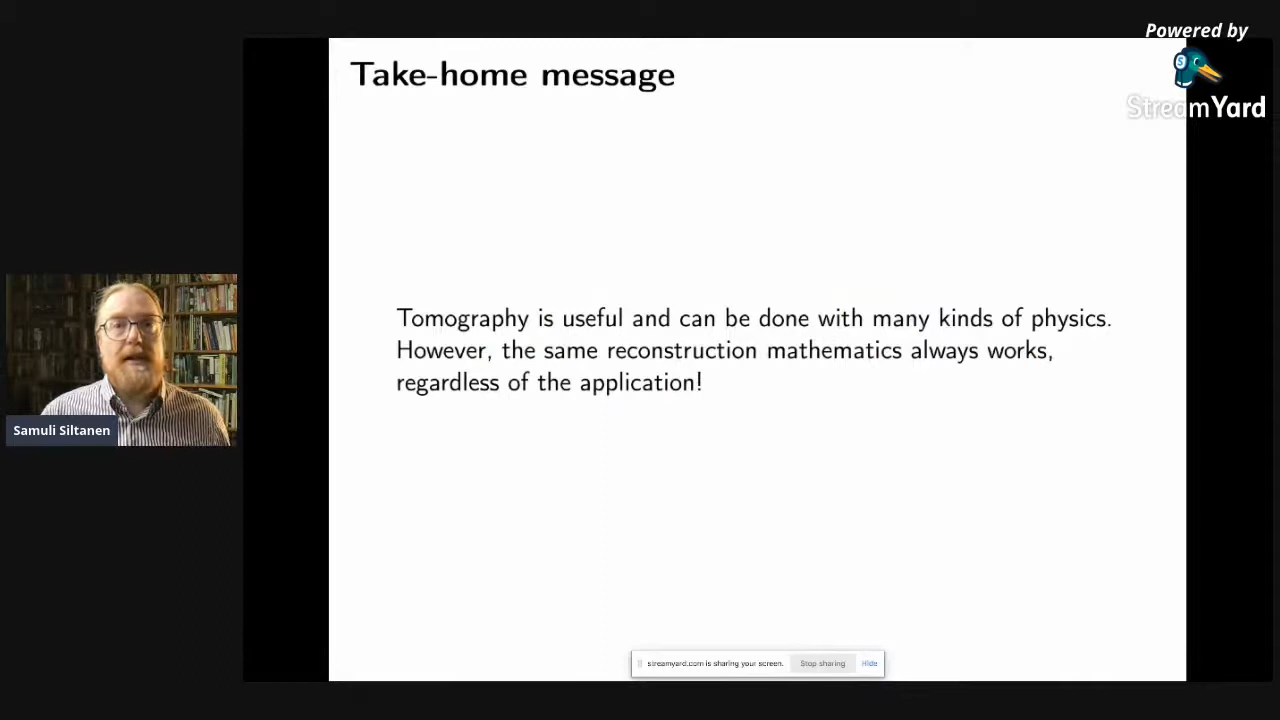 Powered by
StreamYard
Take-home message
Tomography is useful and can be done with many kinds of physics.
However, the same reconstruction mathematics always works,
regardless of the application!
Samuli Siltanen
streamyard.com is sharing your screen.
Stop sharing
Hide